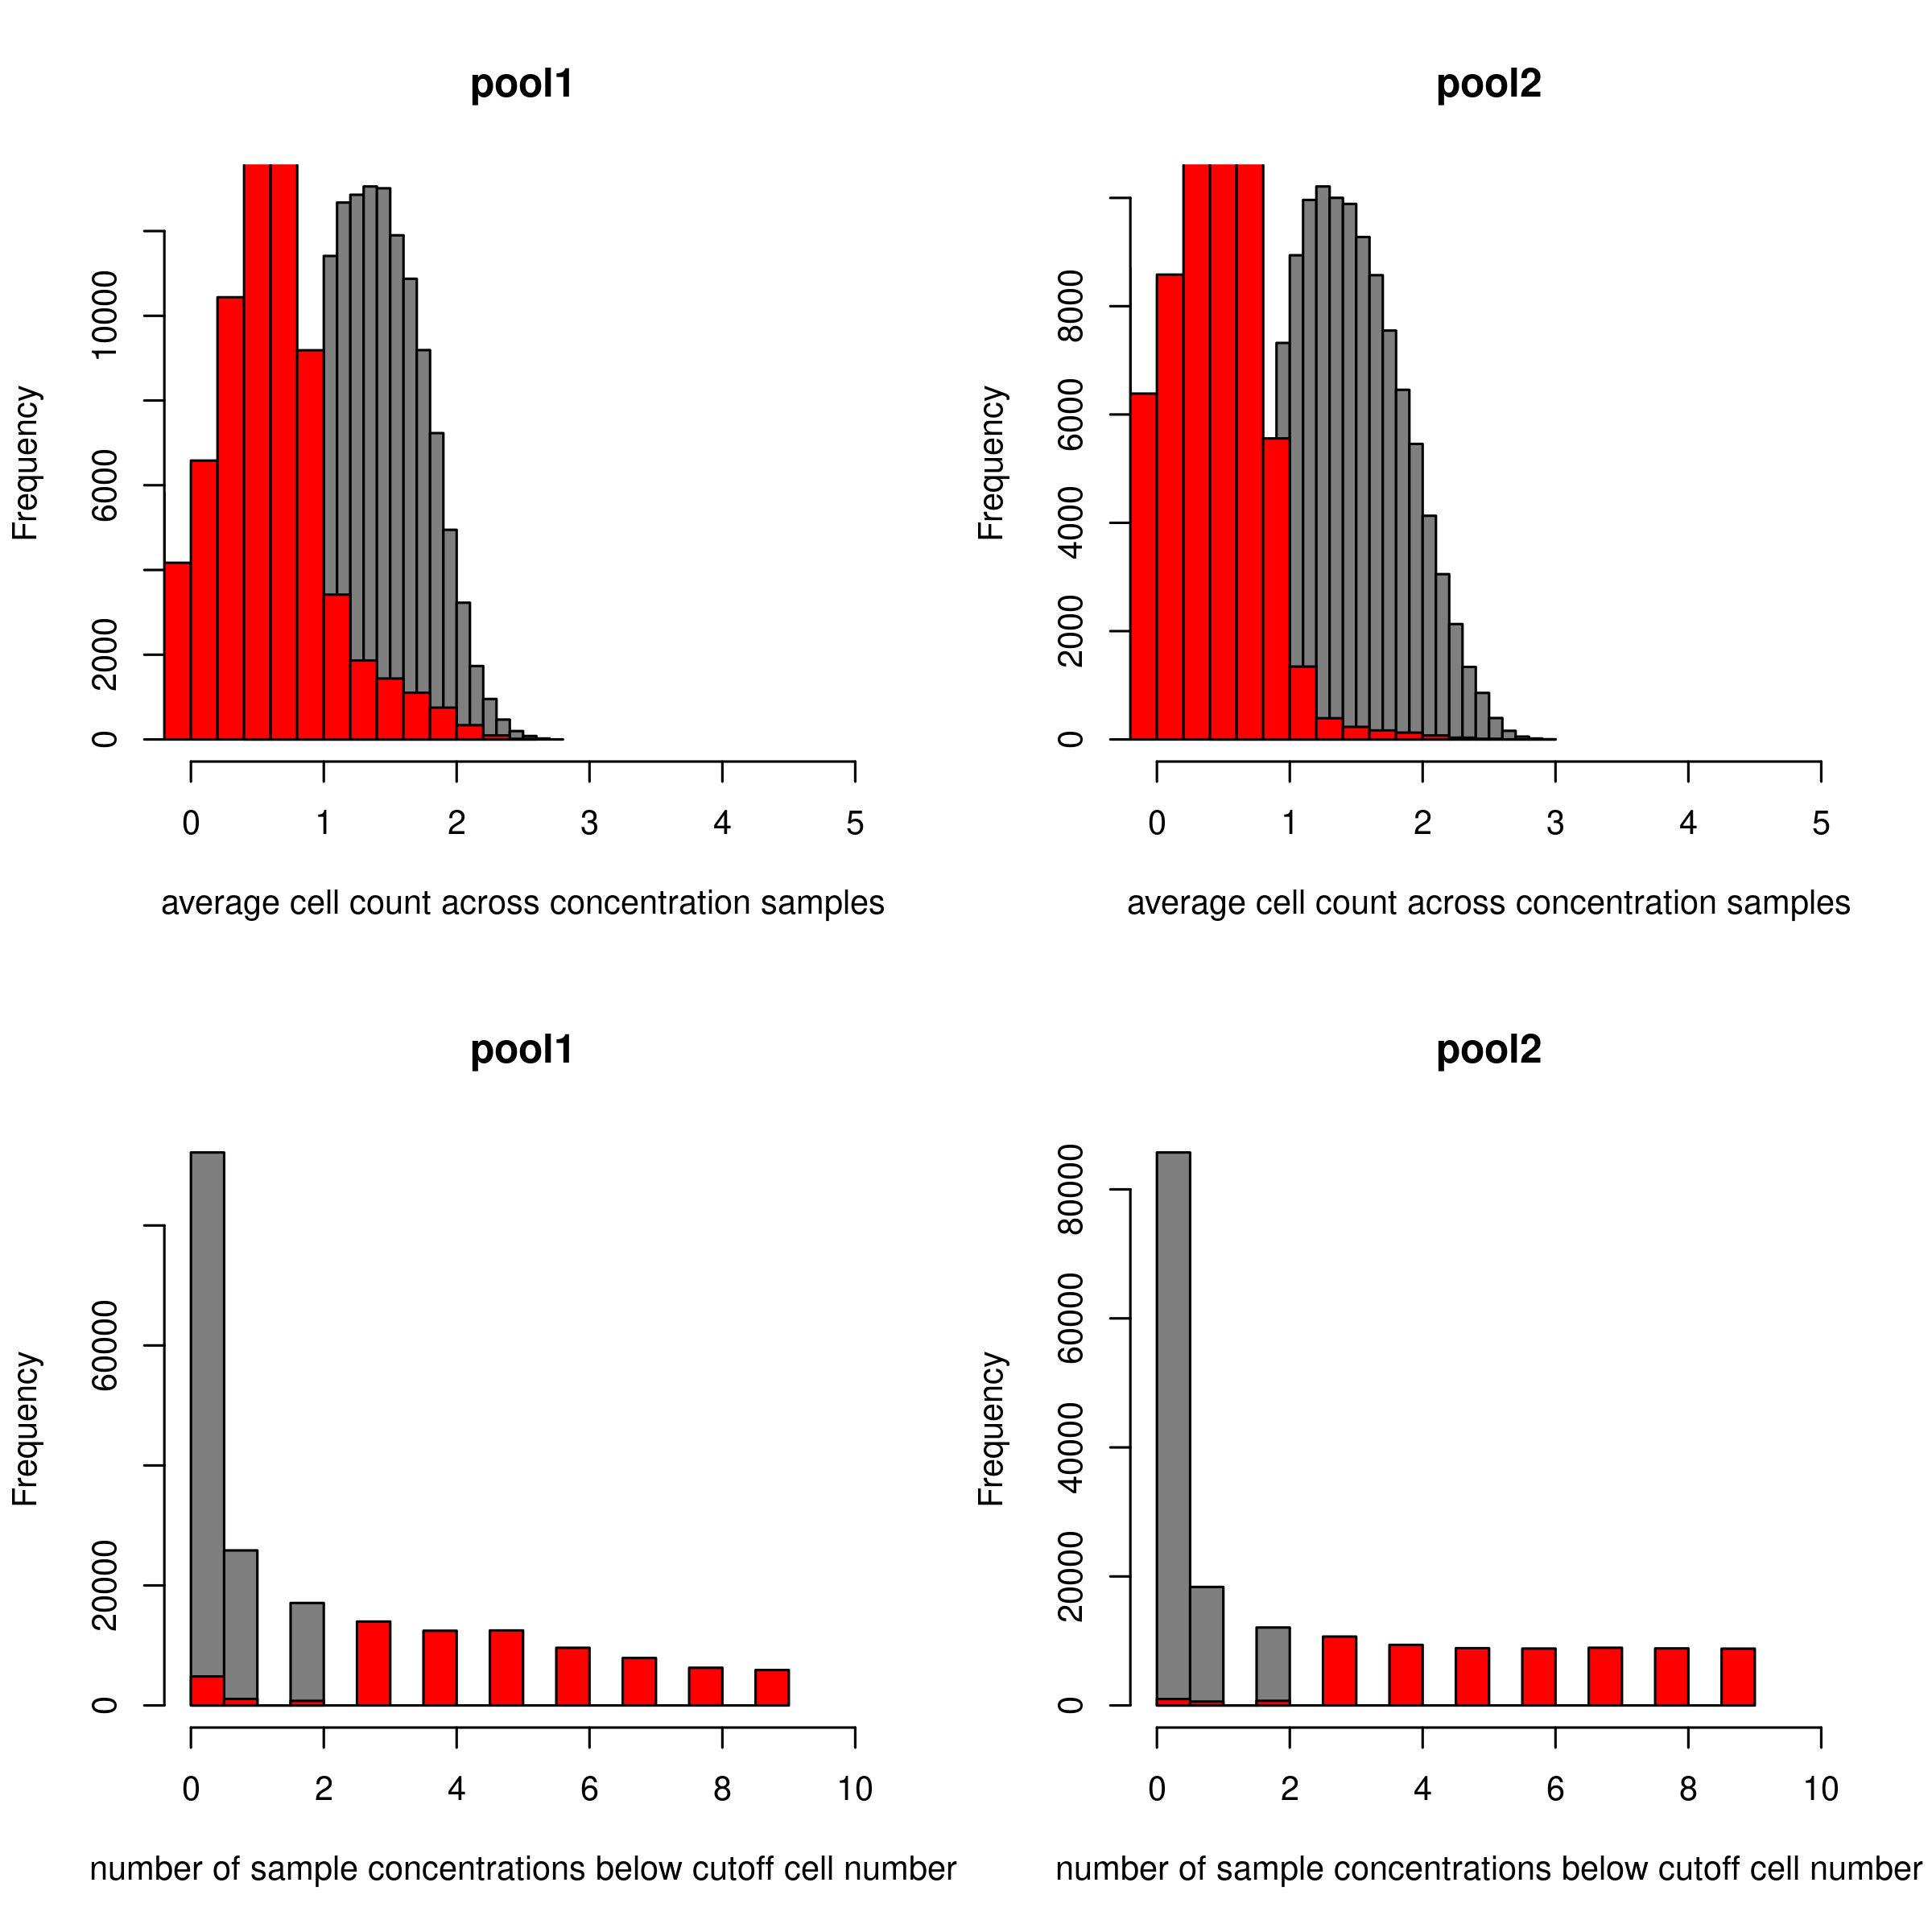 pool1
Frequency
0 2000 6000 10000
0 1 2 3 4 5
average cell count across concentration samples
pool2
Frequency
0 2000 4000 6000 8000
0 1 2 3 4 5
average cell count across concentration samples
pool1
Frequency
0 20000 60000
0 2 4 6 8 10
number of sample concentrations below cutoff cell number
pool2
Frequency
0 20000 40000 60000 80000
0 2 4 6 8 10
number of sample concentrations below cutoff cell number